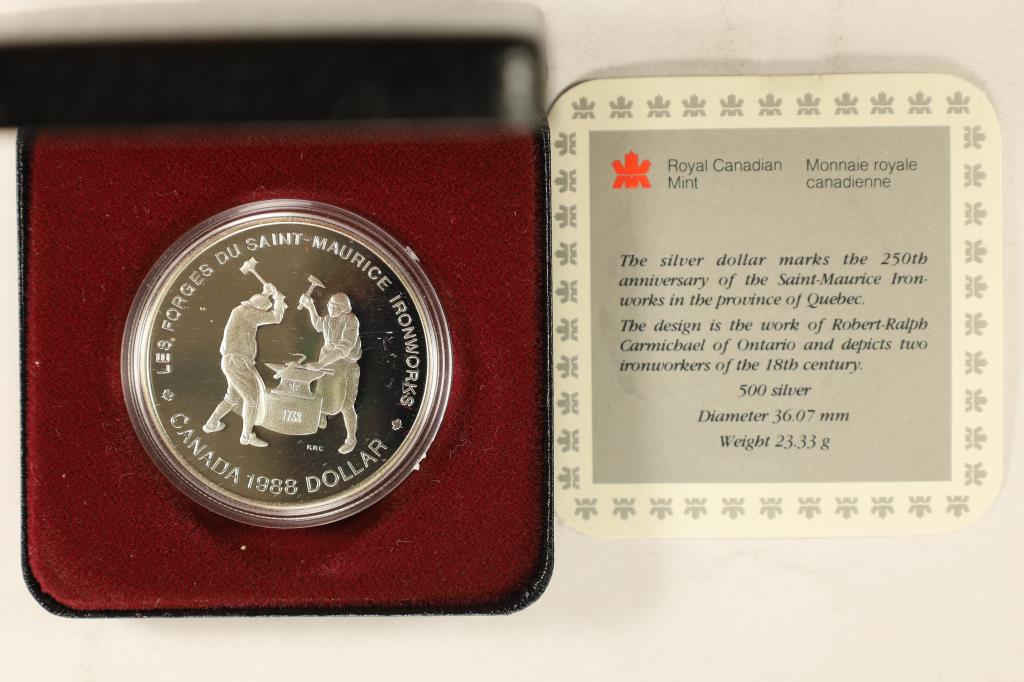 LES FORGES DU SAINT-MAURICE IRONWORKS
1738
RRC
CANADA 1988 DOLLAR
Royal Canadian Mint
Monnaie royale canadienne
The silver dollar marks the 250th
anniversary of the Saint-Maurice Iron-
works in the province of Quebec.
The design is the work of Robert-Ralph
Carmichael of Ontario and depicts two
ironworkers of the 18th century.
500 silver
Diameter 36.07 mm
Weight 23.33 g